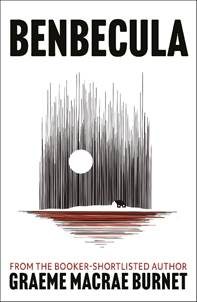 BENBECULA
FROM THE BOOKER-SHORTLISTED AUTHOR
GRAEME MACRAE BURNET